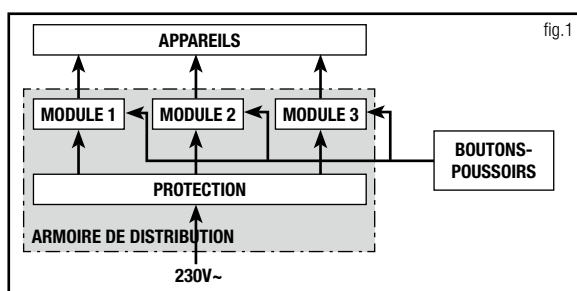 fig.1
APPAREILS
MODULE 1 MODULE 2 MODULE 3
BOUTONS-
POUSSOIRS
PROTECTION
ARMOIRE DE DISTRIBUTION
230V~